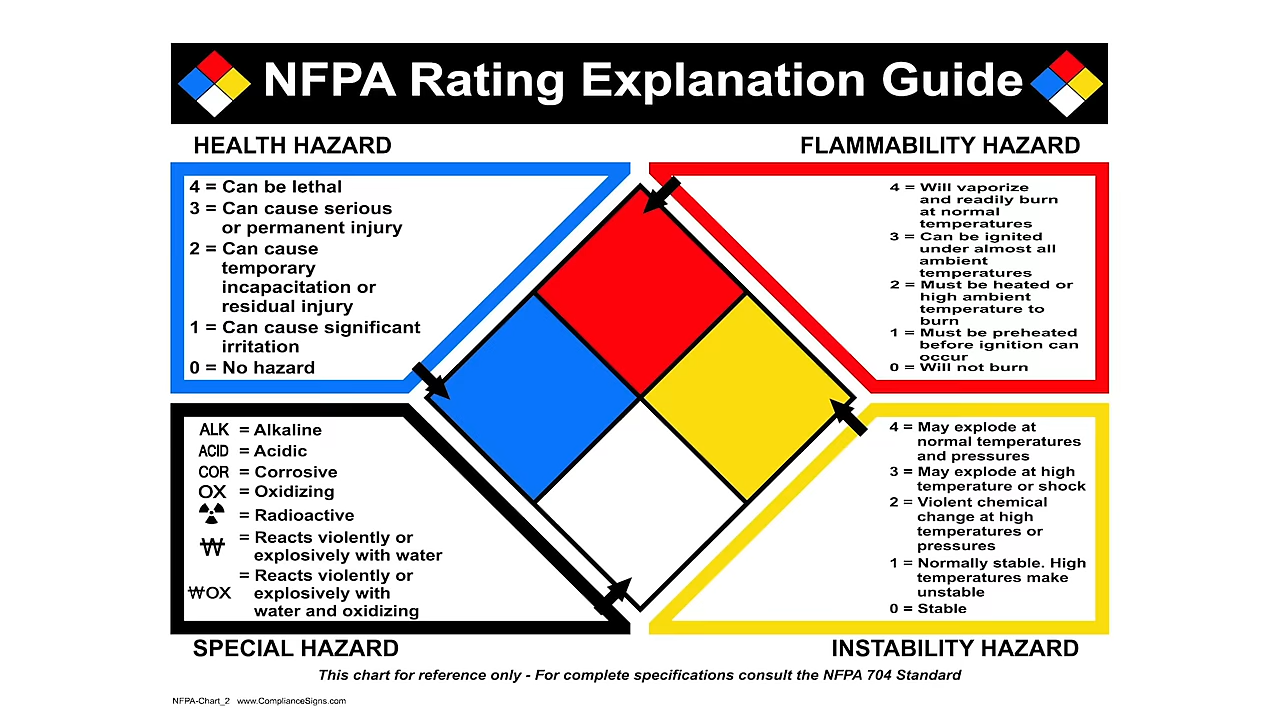 NFPA Rating Explanation Guide
HEALTH HAZARD
4 = Can be lethal
3 = Can cause serious
or permanent injury
2 = Can cause
temporary
incapacitation or
residual injury
1 = Can cause significant
irritation
0 = No hazard
FLAMMABILITY HAZARD
4 = Will vaporize
and readily burn
at normal
temperatures
3 = Can be ignited
under almost all
ambient
temperatures
2 = Must be heated or
high ambient
temperature to
burn
1 = Must be preheated
before ignition can
occur
0 = Will not burn
ALK = Alkaline
ACID = Acidic
COR = Corrosive
OX = Oxidizing
☢ = Radioactive
W̶ = Reacts violently or
explosively with water
W̶OX = Reacts violently or
explosively with
water and oxidizing
SPECIAL HAZARD
4 = May explode at
normal temperatures
and pressures
3 = May explode at high
temperature or shock
2 = Violent chemical
change at high
temperatures or
pressures
1 = Normally stable. High
temperatures make
unstable
0 = Stable
INSTABILITY HAZARD
This chart for reference only - For complete specifications consult the NFPA 704 Standard
NFPA-Chart_2 www.ComplianceSigns.com